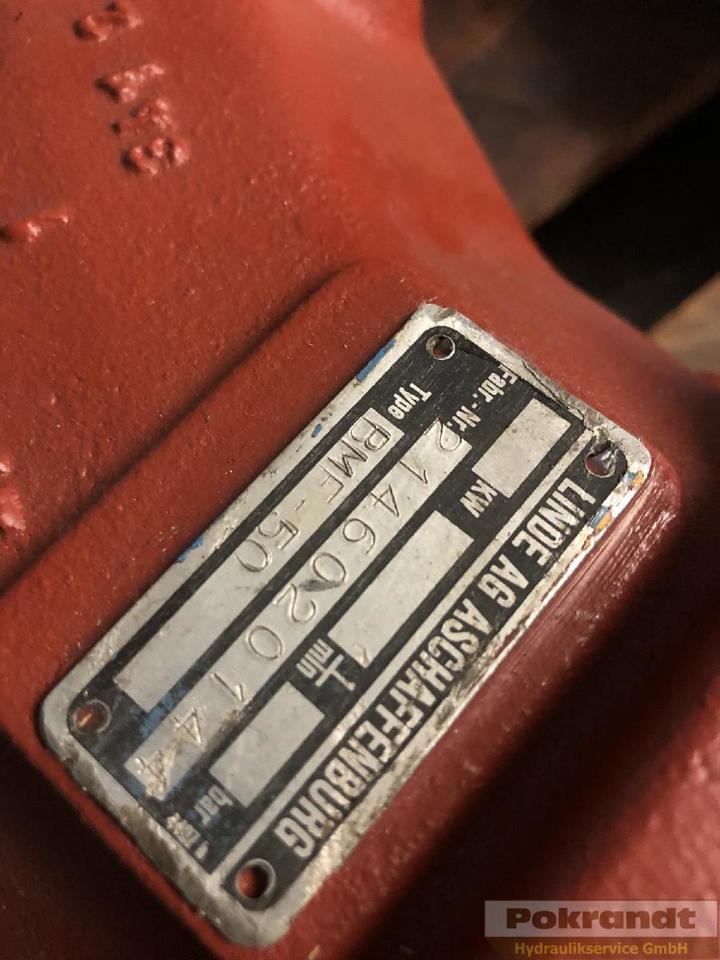 LINDE AG ASCHAFFENBURG
kW 1/min bar
Fabr.-Nr. 2146020144
Type BMF-50
Pokrandt
Hydraulikservice GmbH